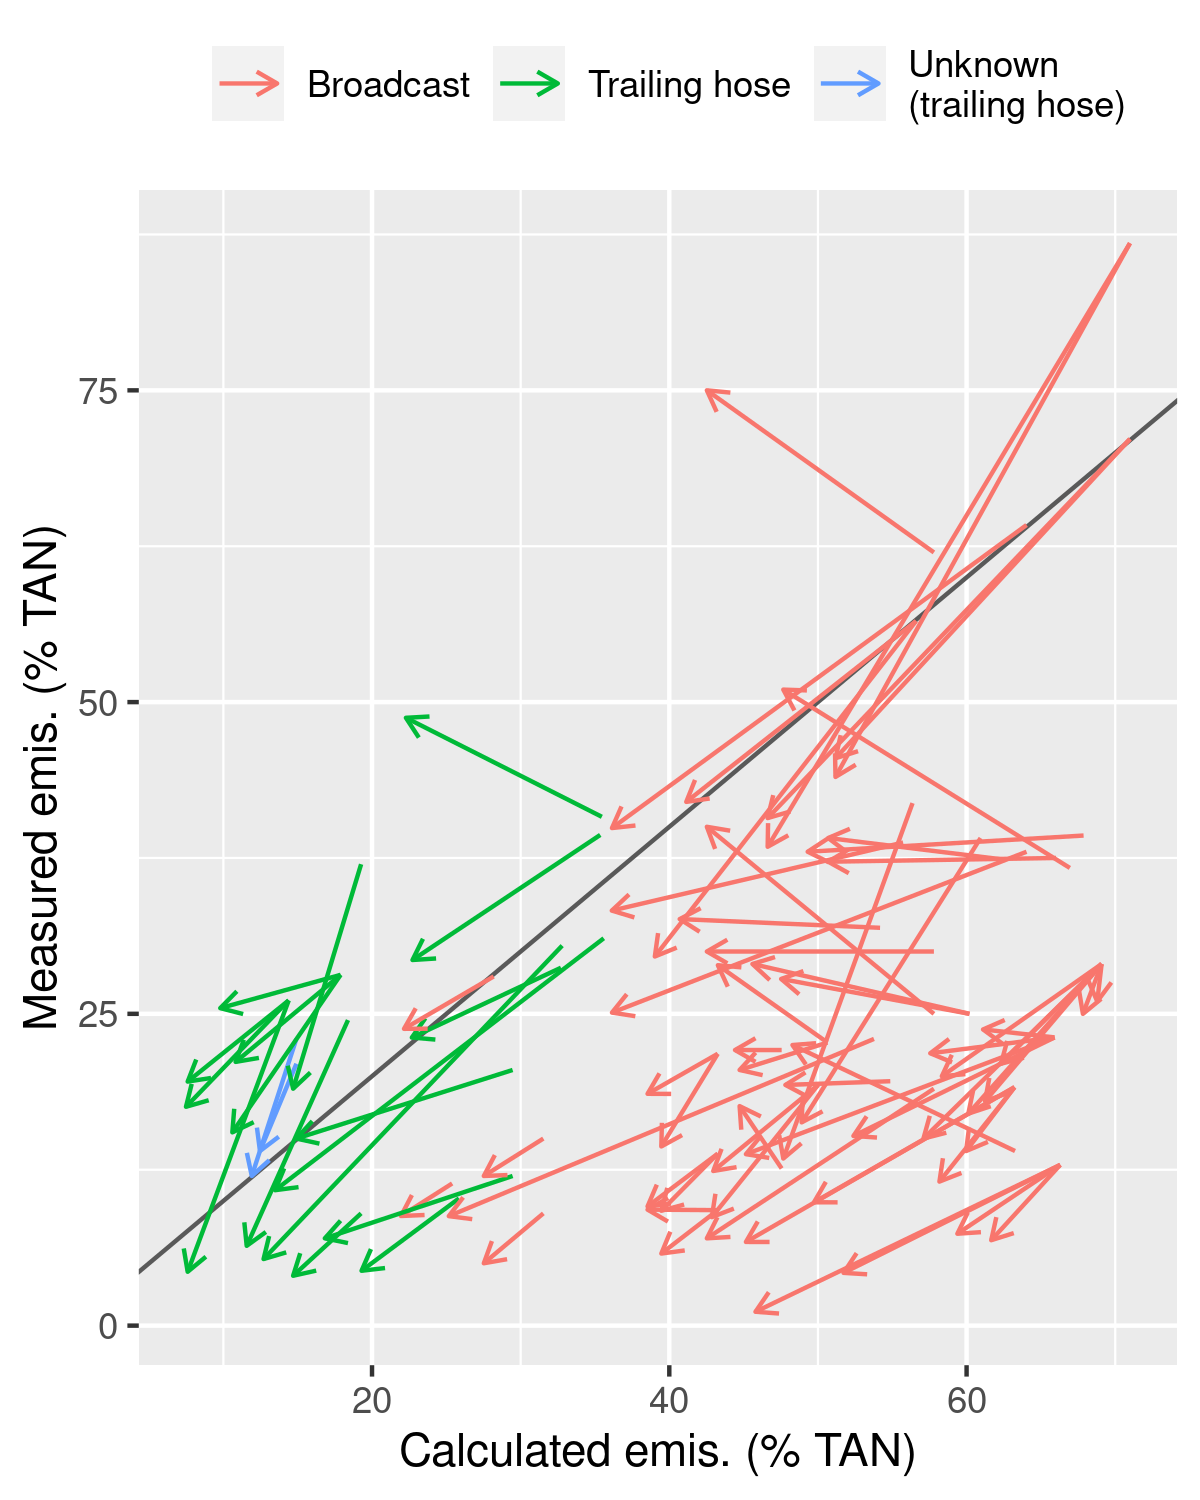 Broadcast
Trailing hose
Unknown
(trailing hose)
Measured emis. (% TAN)
75
50
25
0
20
40
60
Calculated emis. (% TAN)